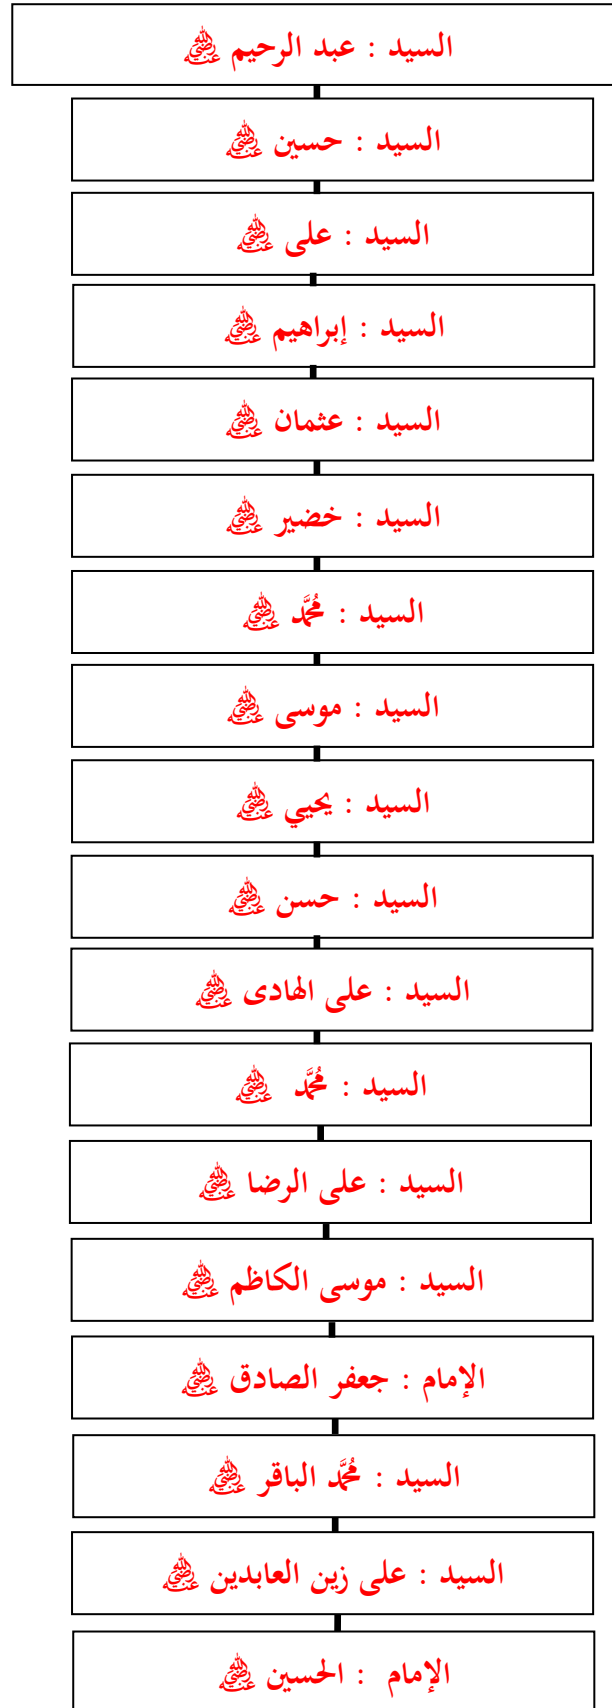 السيد : عبد الرحيم رضي الله عنه
السيد : حسين رضي الله عنه
السيد : على رضي الله عنه
السيد : إبراهيم رضي الله عنه
السيد : عثمان رضي الله عنه
السيد : خضير رضي الله عنه
السيد : مُحَمَّد رضي الله عنه
السيد : موسى رضي الله عنه
السيد : يحيي رضي الله عنه
السيد : حسن رضي الله عنه
السيد : على الهادى رضي الله عنه
السيد : مُحَمَّد رضي الله عنه
السيد : على الرضا رضي الله عنه
السيد : موسى الكاظم رضي الله عنه
الإمام : جعفر الصادق رضي الله عنه
السيد : مُحَمَّد الباقر رضي الله عنه
السيد : على زين العابدين رضي الله عنه
الإمام : الحسين رضي الله عنه